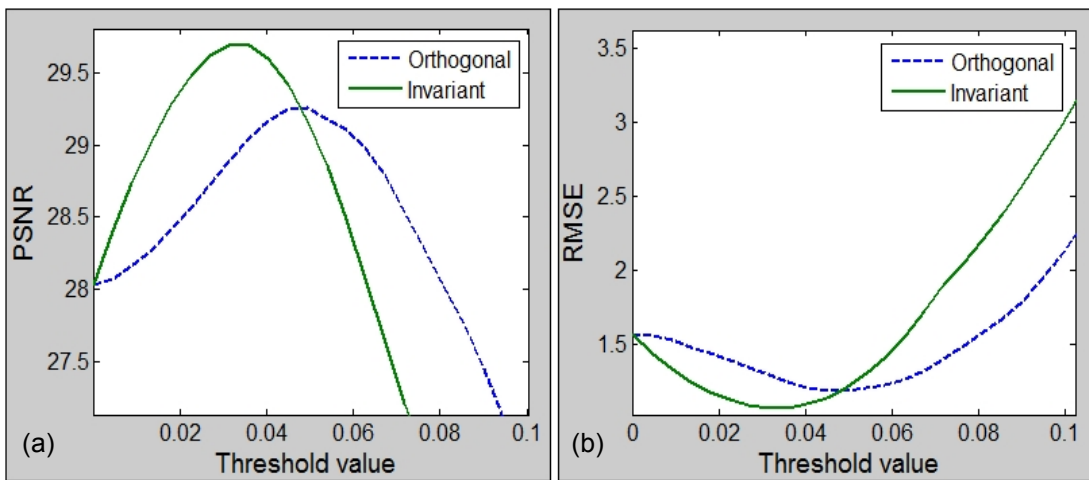 PSNR
29.5
29
28.5
28
27.5
0.02
0.04
0.06
0.08
0.1
Threshold value
Orthogonal
Invariant
(a)
RMSE
3.5
3
2.5
2
1.5
1
0
0.02
0.04
0.06
0.08
0.1
Threshold value
Orthogonal
Invariant
(b)